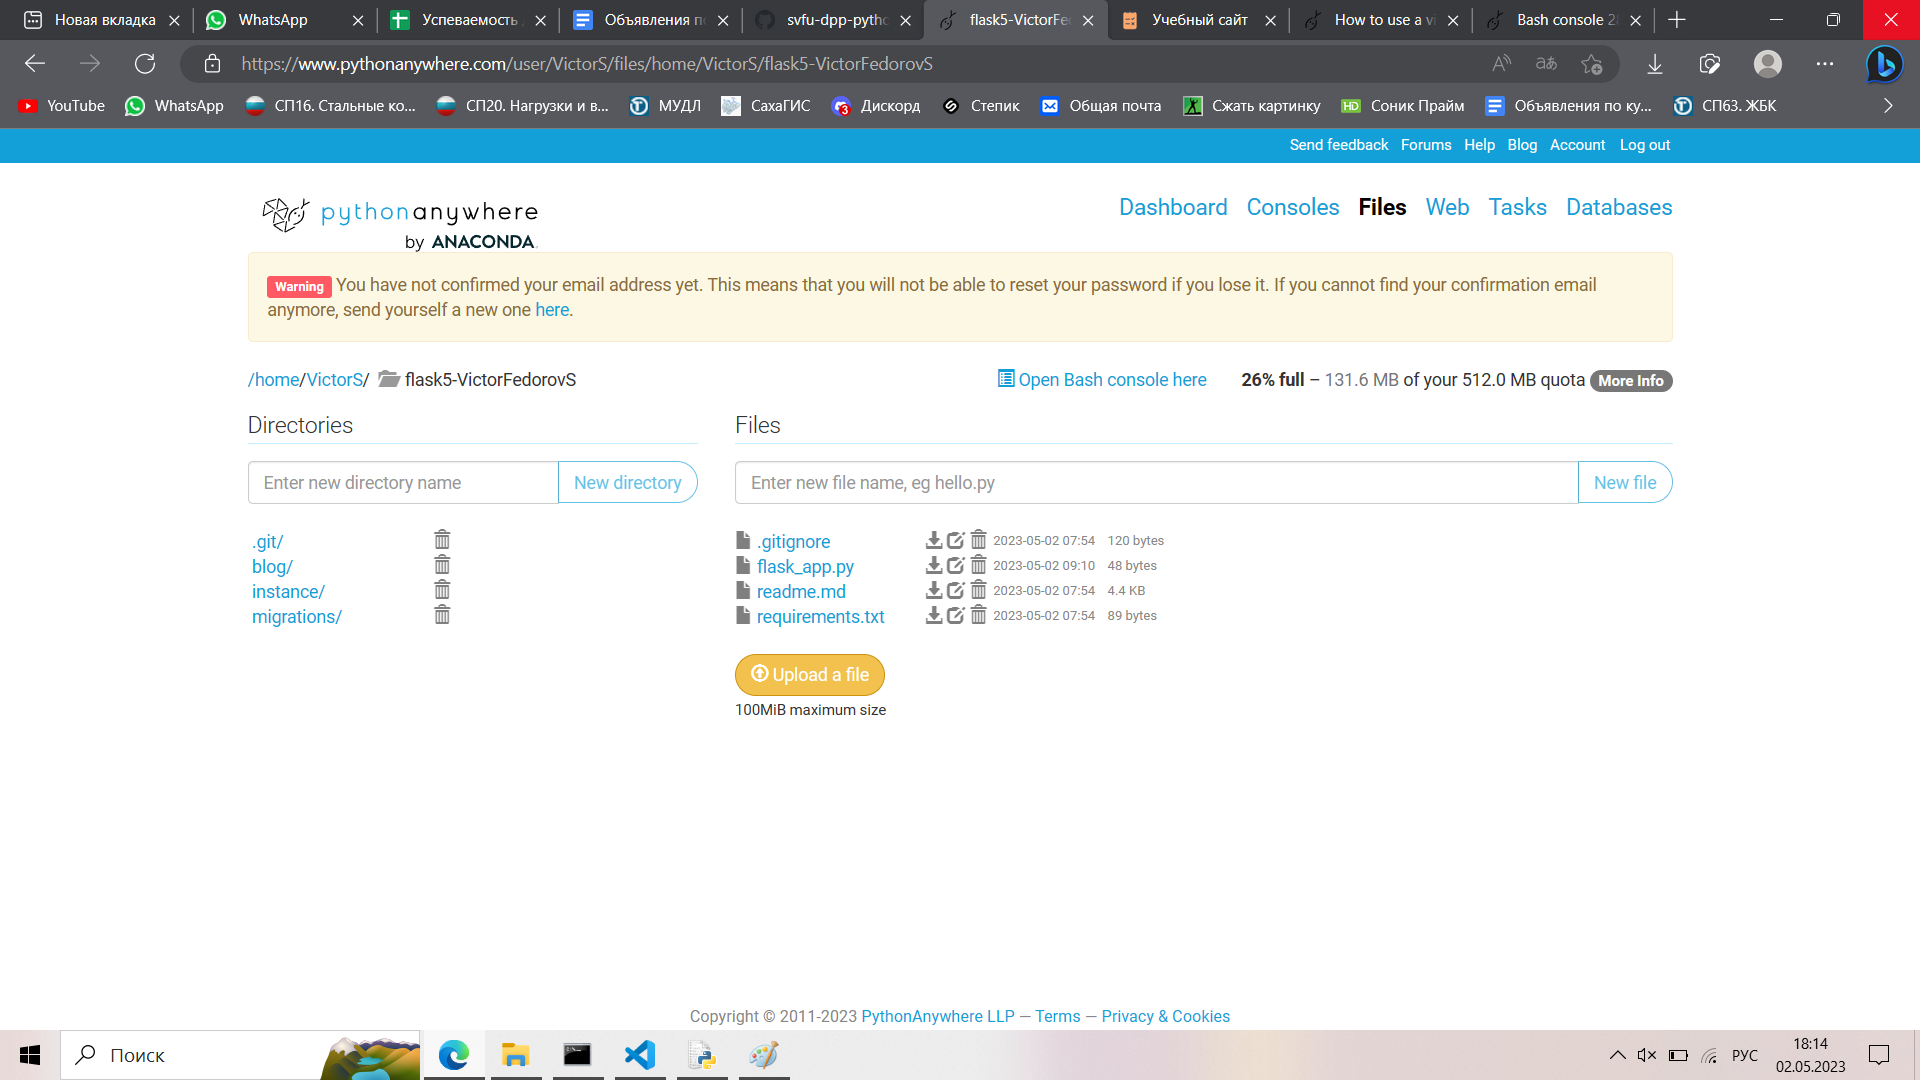 Новая вкладка
WhatsApp
Успеваемость
Объявления п
svfu-dpp-pytho
flask5-VictorFe
Учебный сайт
How to use a vi
Bash console 2
https://www.pythonanywhere.com/user/VictorS/files/home/VictorS/flask5-VictorFedorovS
YouTube
WhatsApp
СП16. Стальные ко...
СП20. Нагрузки и в...
МУДЛ
СахаГИС
3
Дискорд
Степик
Общая почта
Сжать картинку
HD
Соник Прайм
Объявления по ку...
СП63. ЖБК
Send feedback Forums Help Blog Account Log out
pythonanywhere
by ANACONDA.
Dashboard Consoles Files Web Tasks Databases
Warning You have not confirmed your email address yet. This means that you will not be able to reset your password if you lose it. If you cannot find your confirmation email
anymore, send yourself a new one here.
/home/VictorS/ flask5-VictorFedorovS
Open Bash console here
26% full – 131.6 MB of your 512.0 MB quota More Info
Directories
Enter new directory name New directory
.git/
blog/
instance/
migrations/
Files
Enter new file name, eg hello.py New file
.gitignore 2023-05-02 07:54 120 bytes
flask_app.py 2023-05-02 09:10 48 bytes
readme.md 2023-05-02 07:54 4.4 KB
requirements.txt 2023-05-02 07:54 89 bytes
Upload a file
100MiB maximum size
Copyright © 2011-2023 PythonAnywhere LLP — Terms — Privacy & Cookies
Поиск
РУС
18:14
02.05.2023